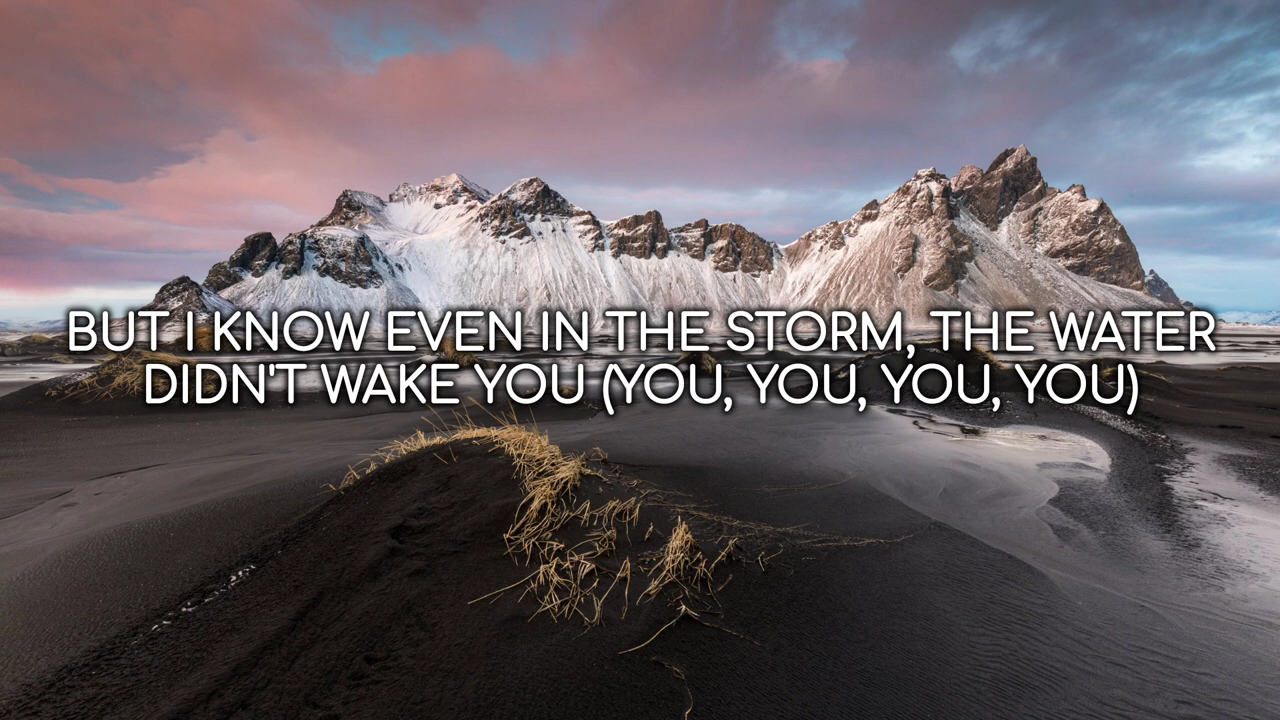 BUT I KNOW EVEN IN THE STORM, THE WATER
DIDN'T WAKE YOU (YOU, YOU, YOU, YOU)